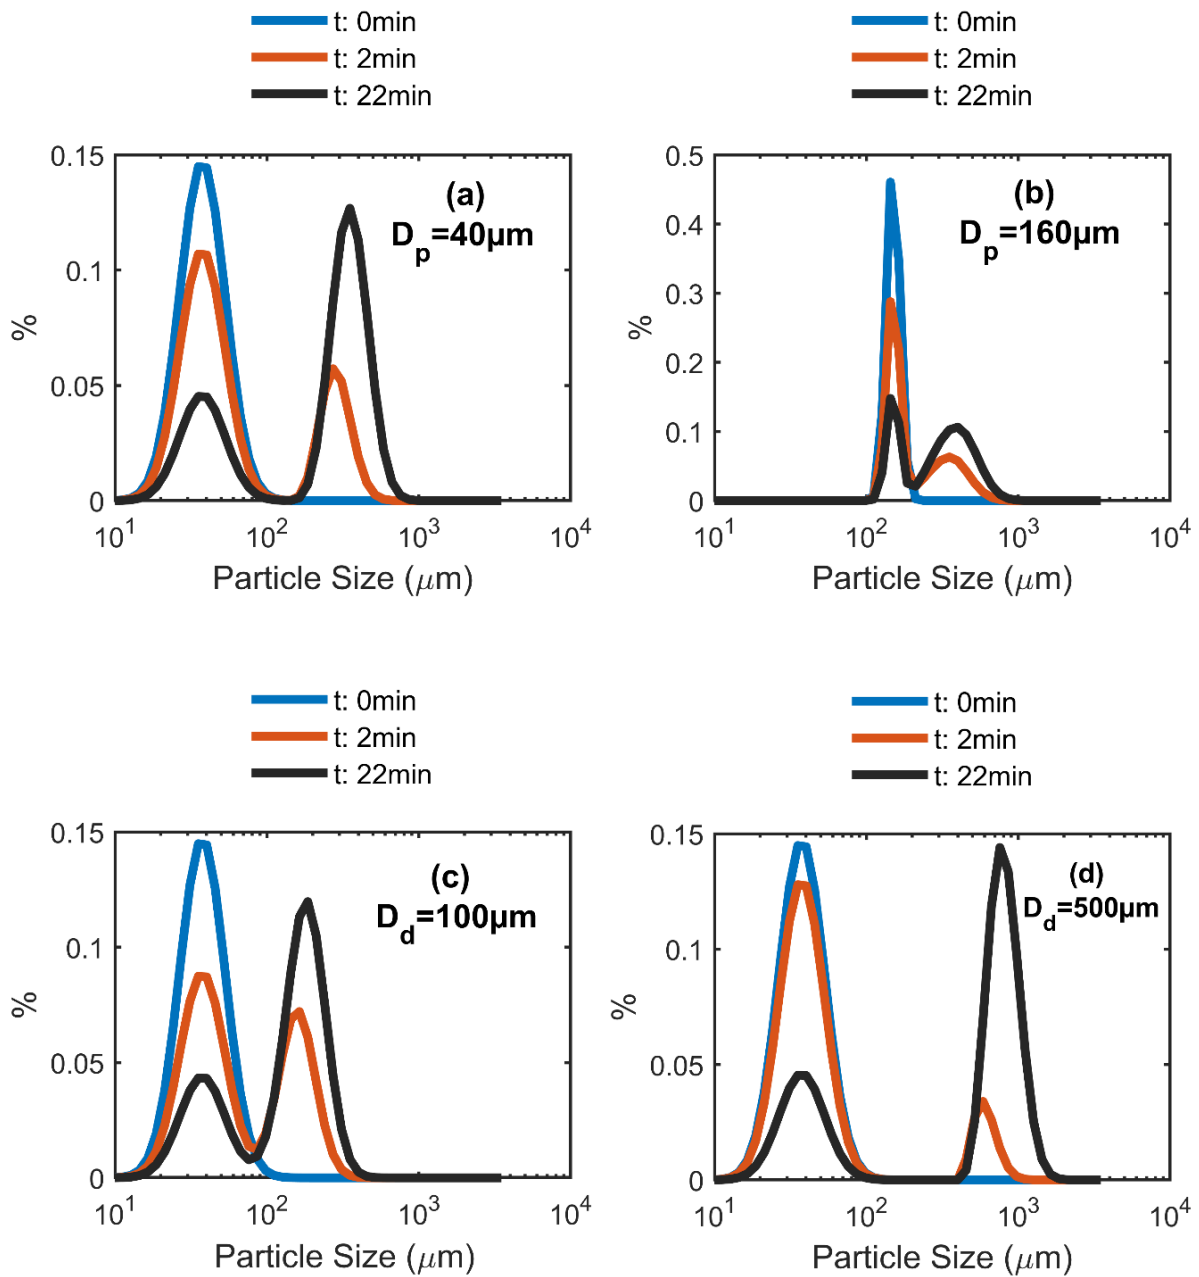 t: 0min
t: 2min
t: 22min
0.15
0.1
0.05
0
%
(a)
Dp=40µm
10^1
10^2
10^3
10^4
Particle Size (μm)
t: 0min
t: 2min
t: 22min
0.5
0.4
0.3
0.2
0.1
0
%
(b)
Dp=160µm
10^1
10^2
10^3
10^4
Particle Size (μm)
t: 0min
t: 2min
t: 22min
0.15
0.1
0.05
0
%
(c)
Dd=100µm
10^1
10^2
10^3
10^4
Particle Size (μm)
t: 0min
t: 2min
t: 22min
0.15
0.1
0.05
0
%
(d)
Dd=500µm
10^1
10^2
10^3
10^4
Particle Size (μm)